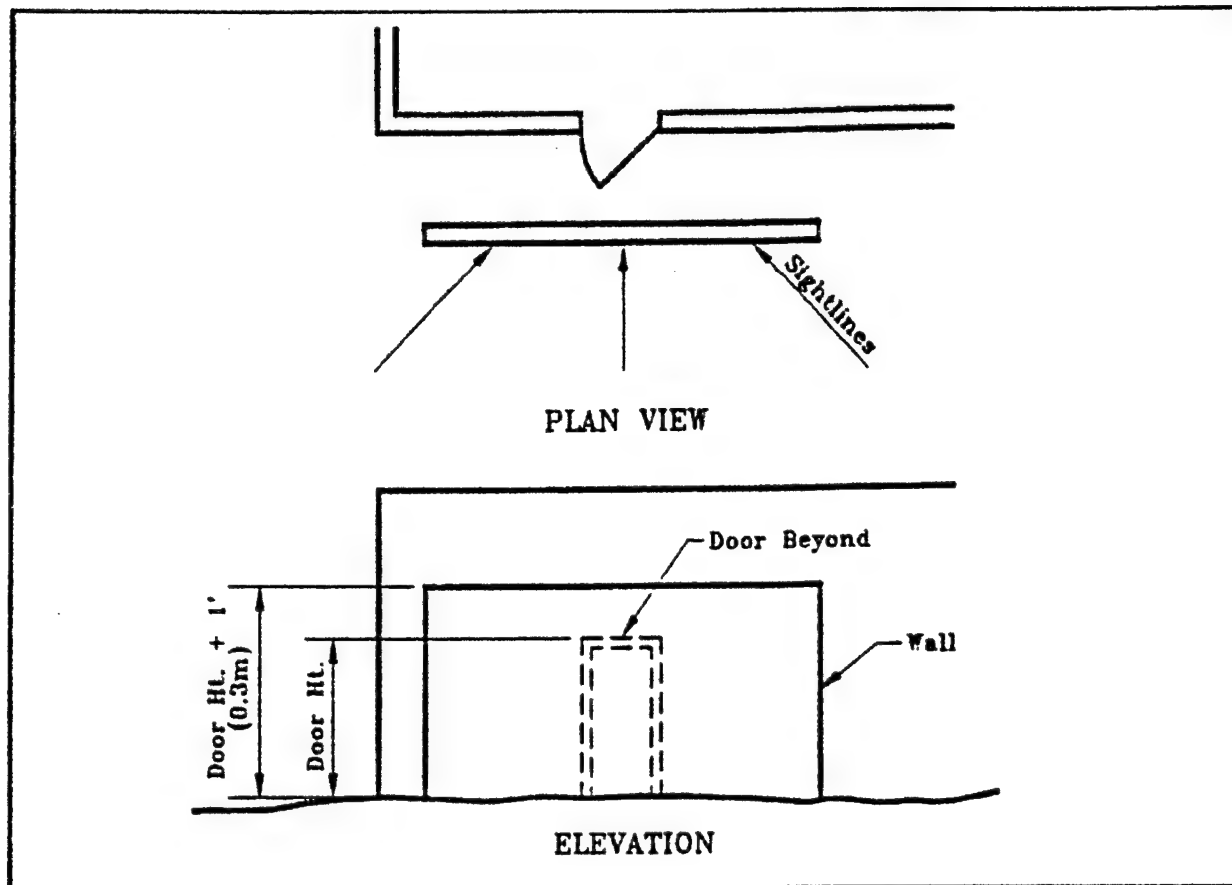 Sightlines
PLAN VIEW
Door Beyond
Wall
Door Ht. + 1'
(0.3m)
Door Ht.
ELEVATION